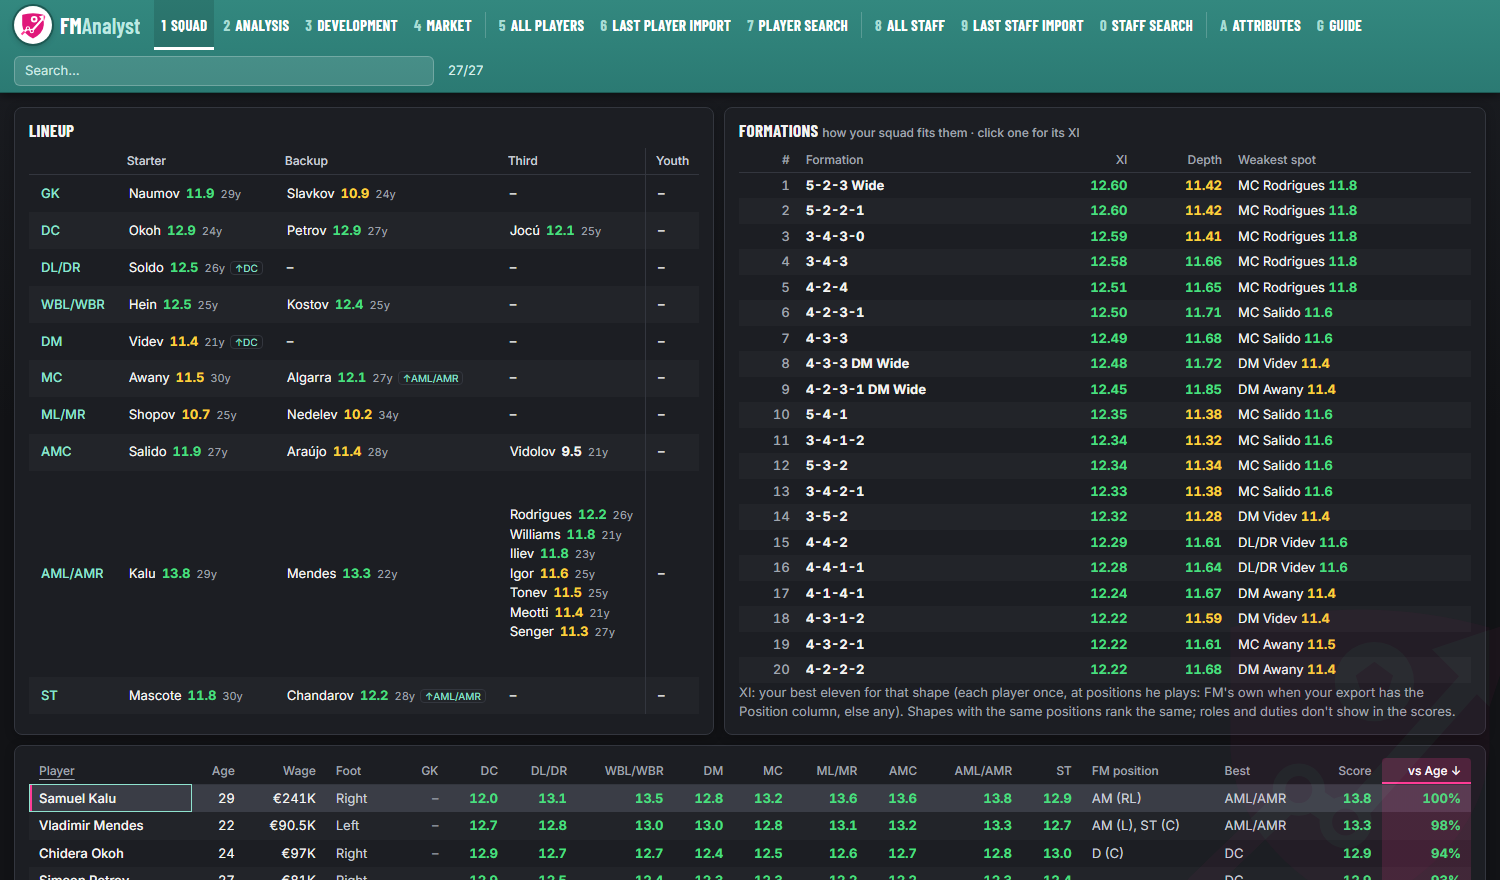 FMAnalyst 1 SQUAD 2 ANALYSIS 3 DEVELOPMENT 4 MARKET 5 ALL PLAYERS 6 LAST PLAYER IMPORT 7 PLAYER SEARCH 8 ALL STAFF 9 LAST STAFF IMPORT 0 STAFF SEARCH A ATTRIBUTES G GUIDE
Search... 27/27
LINEUP
Starter Backup Third Youth
GK Naumov 11.9 29y Slavkov 10.9 24y – –
DC Okoh 12.9 24y Petrov 12.9 27y Jocú 12.1 25y –
DL/DR Soldo 12.5 26y ↑DC – – –
WBL/WBR Hein 12.5 25y Kostov 12.4 25y – –
DM Videv 11.4 21y ↑DC – – –
MC Awany 11.5 30y Algarra 12.1 27y ↑AML/AMR – –
ML/MR Shopov 10.7 25y Nedelev 10.2 34y – –
AMC Salido 11.9 27y Araújo 11.4 28y Vidolov 9.5 21y –
AML/AMR Kalu 13.8 29y Mendes 13.3 22y
Rodrigues 12.2 26y
Williams 11.8 21y
Iliev 11.8 23y
Igor 11.6 25y –
Tonev 11.5 25y
Meotti 11.4 21y
Senger 11.3 27y
ST Mascote 11.8 30y Chandarov 12.2 28y ↑AML/AMR – –
FORMATIONS how your squad fits them · click one for its XI
# Formation XI Depth Weakest spot
1 5-2-3 Wide 12.60 11.42 MC Rodrigues 11.8
2 5-2-2-1 12.60 11.42 MC Rodrigues 11.8
3 3-4-3-0 12.59 11.41 MC Rodrigues 11.8
4 3-4-3 12.58 11.66 MC Rodrigues 11.8
5 4-2-4 12.51 11.65 MC Rodrigues 11.8
6 4-2-3-1 12.50 11.71 MC Salido 11.6
7 4-3-3 12.49 11.68 MC Salido 11.6
8 4-3-3 DM Wide 12.48 11.72 DM Videv 11.4
9 4-2-3-1 DM Wide 12.45 11.85 DM Awany 11.4
10 5-4-1 12.35 11.38 MC Salido 11.6
11 3-4-1-2 12.34 11.32 MC Salido 11.6
12 5-3-2 12.34 11.34 MC Salido 11.6
13 3-4-2-1 12.33 11.38 MC Salido 11.6
14 3-5-2 12.32 11.28 DM Videv 11.4
15 4-4-2 12.29 11.61 DL/DR Videv 11.6
16 4-4-1-1 12.28 11.64 DL/DR Videv 11.6
17 4-1-4-1 12.24 11.67 DM Awany 11.4
18 4-3-1-2 12.22 11.59 DM Videv 11.4
19 4-3-2-1 12.22 11.61 MC Awany 11.5
20 4-2-2-2 12.22 11.68 DM Awany 11.4
XI: your best eleven for that shape (each player once, at positions he plays: FM's own when your export has the
Position column, else any). Shapes with the same positions rank the same; roles and duties don't show in the scores.
Player Age Wage Foot GK DC DL/DR WBL/WBR DM MC ML/MR AMC AML/AMR ST FM position Best Score vs Age ↓
Samuel Kalu 29 €241K Right – 12.0 13.1 13.5 12.8 13.2 13.6 13.6 13.8 12.9 AM (RL) AML/AMR 13.8 100%
Vladimir Mendes 22 €90.5K Left – 12.7 12.8 13.0 13.0 12.8 13.1 13.2 13.3 12.7 AM (L), ST (C) AML/AMR 13.3 98%
Chidera Okoh 24 €97K Right – 12.9 12.7 12.7 12.4 12.5 12.6 12.7 12.8 13.0 D (C) DC 12.9 94%